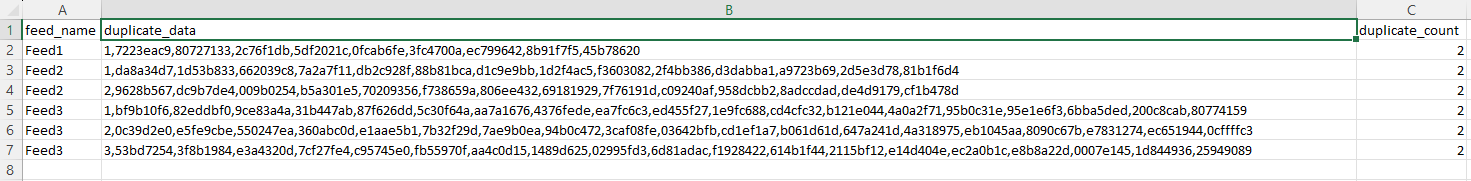 A B C
1 feed_name duplicate_data duplicate_count
2 Feed1 1,7223eac9,80727133,2c76f1db,5df2021c,0fcab6fe,3fc4700a,ec799642,8b91f7f5,45b78620 2
3 Feed2 1,da8a34d7,1d53b833,662039c8,7a2a7f11,db2c928f,88b81bca,d1c9e9bb,1d2f4ac5,f3603082,2f4bb386,d3dabba1,a9723b69,2d5e3d78,81b1f6d4 2
4 Feed2 2,9628b567,dc9b7de4,009b0254,b5a301e5,70209356,f738659a,806ee432,69181929,7f76191d,c09240af,958dcbb2,8adccdad,de4d9179,cf1b478d 2
5 Feed3 1,bf9b10f6,82eddbf0,9ce83a4a,31b447ab,87f626dd,5c30f64a,aa7a1676,4376fede,ea7fc6c3,ed455f27,1e9fc688,cd4cfc32,b121e044,4a0a2f71,95b0c31e,95e1e6f3,6bba5ded,200c8cab,80774159 2
6 Feed3 2,0c39d2e0,e5fe9cbe,550247ea,360abc0d,e1aae5b1,7b32f29d,7ae9b0ea,94b0c472,3caf08fe,03642bfb,cd1ef1a7,b061d61d,647a241d,4a318975,eb1045aa,8090c67b,e7831274,ec651944,0cffffc3 2
7 Feed3 3,53bd7254,3f8b1984,e3a4320d,7cf27fe4,c95745e0,fb55970f,aa4c0d15,1489d625,02995fd3,6d81adac,f1928422,614b1f44,2115bf12,e14d404e,ec2a0b1c,e8b8a22d,0007e145,1d844936,25949089 2
8